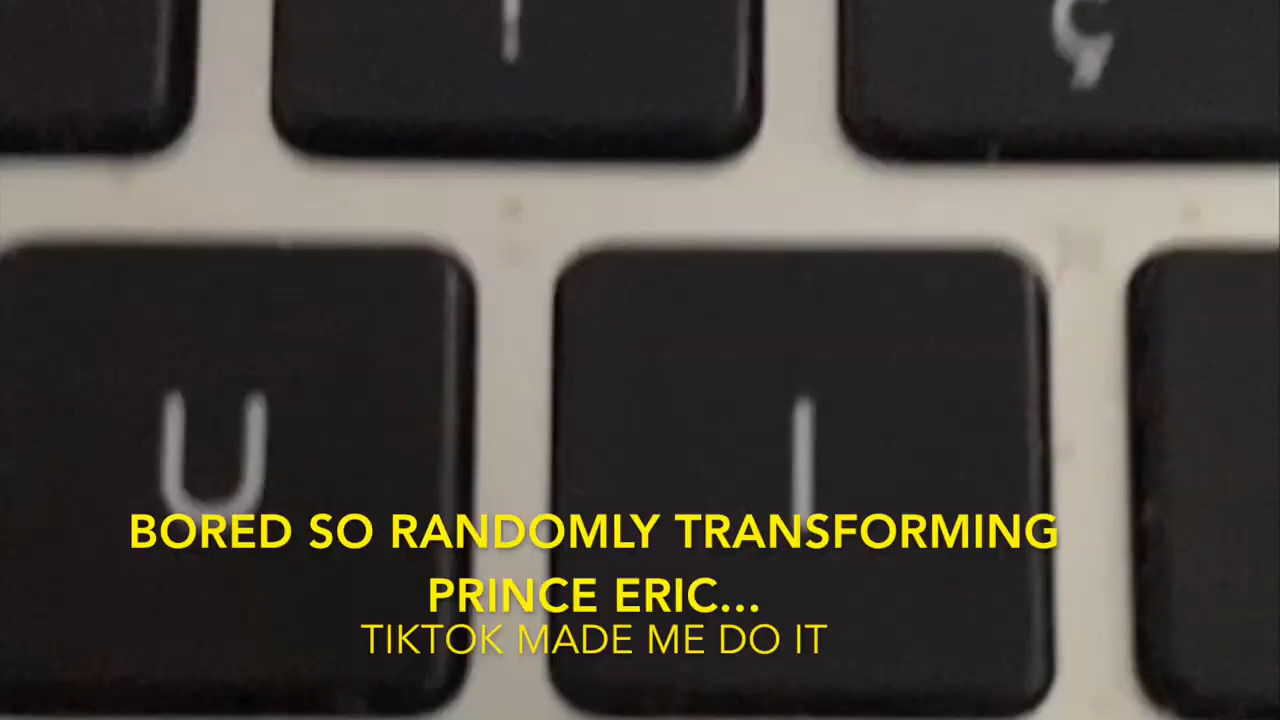 Ç
U I
BORED SO RANDOMLY TRANSFORMING
PRINCE ERIC...
TIKTOK MADE ME DO IT